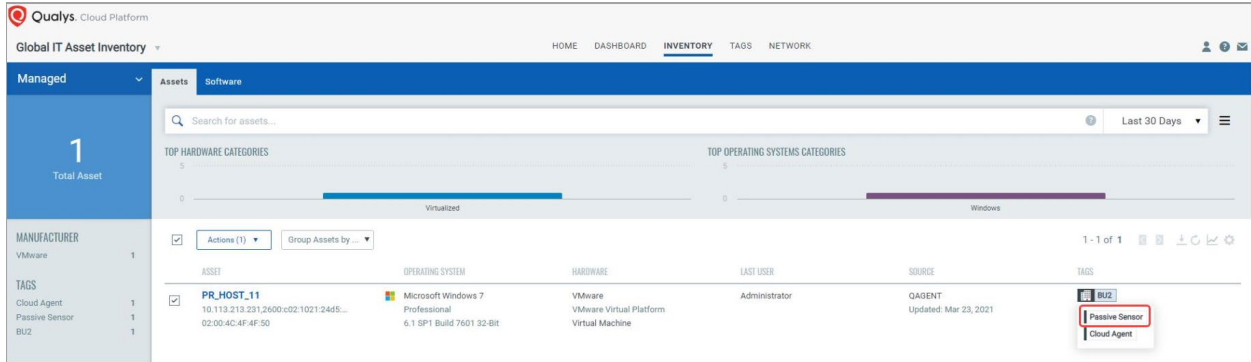 Qualys. Cloud Platform
Global IT Asset Inventory
HOME DASHBOARD INVENTORY TAGS NETWORK
Managed
Assets Software
1
Total Asset
Search for assets...
Last 30 Days
TOP HARDWARE CATEGORIES
5
0
Virtualized
TOP OPERATING SYSTEMS CATEGORIES
5
0
Windows
MANUFACTURER
VMware 1
TAGS
Cloud Agent 1
Passive Sensor 1
BU2 1
Actions (1) Group Assets by ... 1 - 1 of 1
ASSET OPERATING SYSTEM HARDWARE LAST USER SOURCE TAGS
PR_HOST_11 Microsoft Windows 7 VMware Administrator QAGENT BU2
10.113.213.231,2600:c02:1021:24d5:... Professional VMware Virtual Platform Updated: Mar 23, 2021 Passive Sensor
02:00:4C:4F:4F:50 6.1 SP1 Build 7601 32-Bit Virtual Machine Cloud Agent